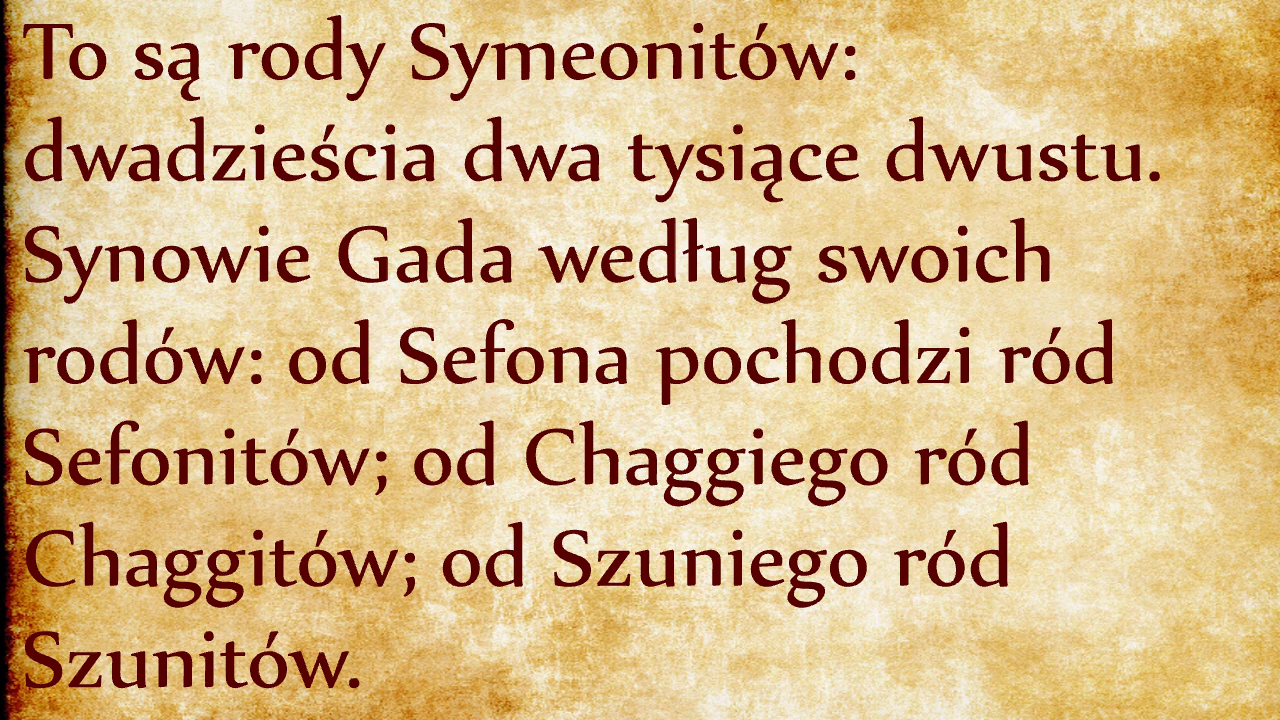 To są rody Symeonitów:
dwadzieścia dwa tysiące dwustu.
Synowie Gada według swoich
rodów: od Sefona pochodzi ród
Sefonitów; od Chaggiego ród
Chaggitów; od Szuniego ród
Szunitów.